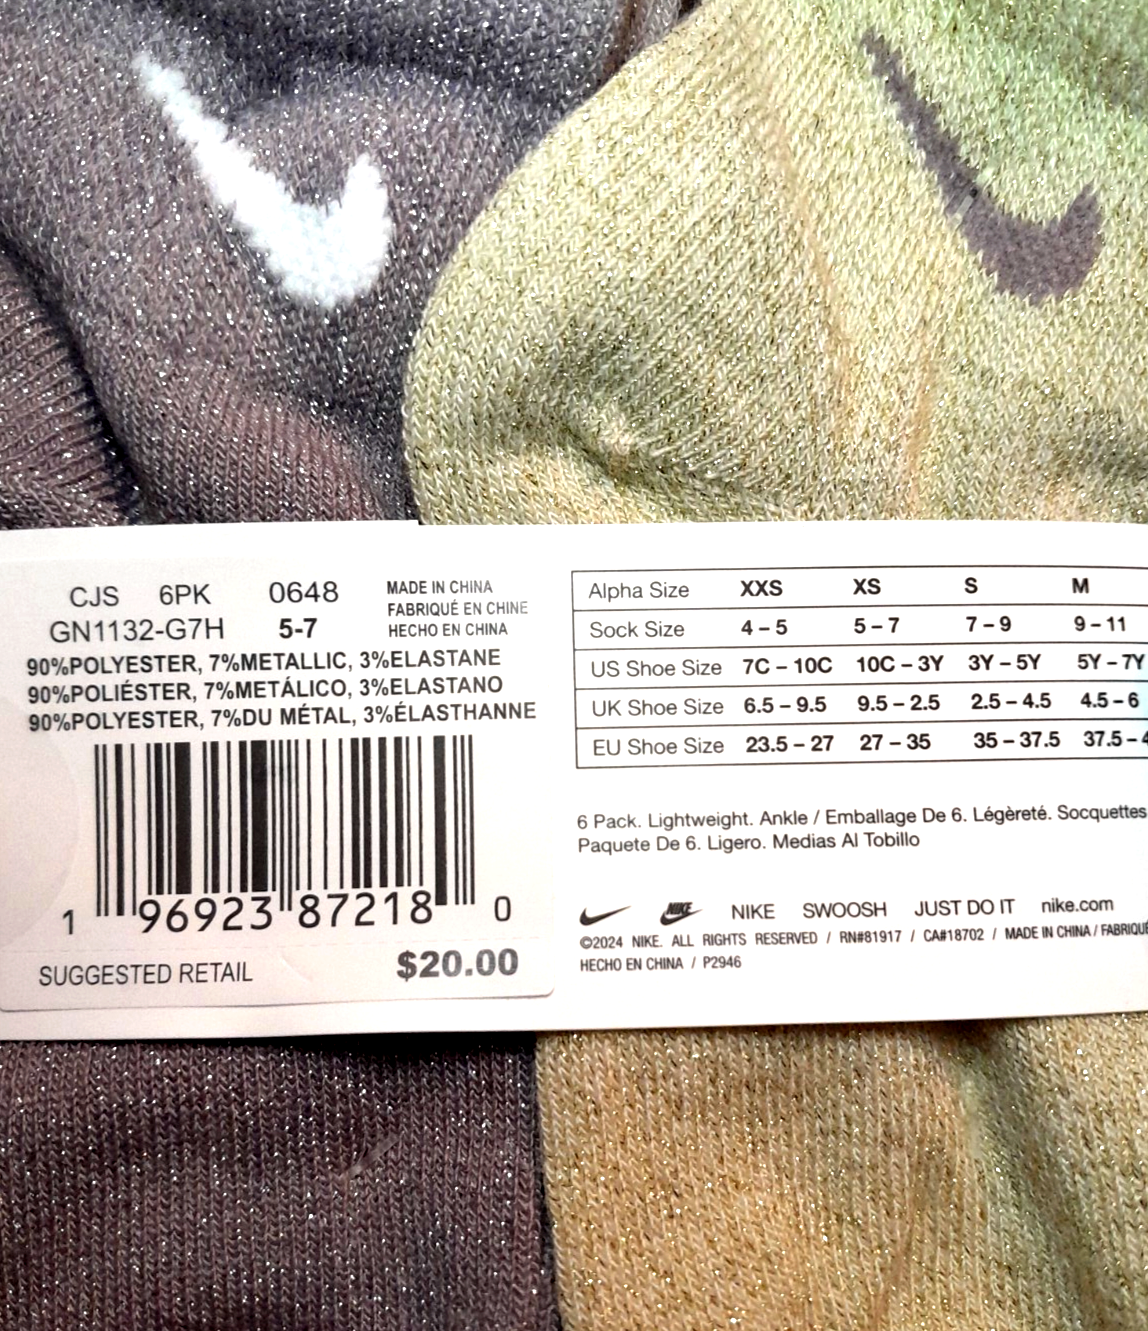 CJS 6PK 0648
GN1132-G7H 5-7
MADE IN CHINA
FABRIQUÉ EN CHINE
HECHO EN CHINA
90%POLYESTER, 7%METALLIC, 3%ELASTANE
90%POLIÉSTER, 7%METÁLICO, 3%ELASTANO
90%POLYESTER, 7%DU MÉTAL, 3%ÉLASTHANNE
1 96923 87218 0
SUGGESTED RETAIL $20.00
Alpha Size XXS XS S M
Sock Size 4 – 5 5 – 7 7 – 9 9 – 11
US Shoe Size 7C – 10C 10C – 3Y 3Y – 5Y 5Y – 7Y
UK Shoe Size 6.5 – 9.5 9.5 – 2.5 2.5 – 4.5 4.5 – 6
EU Shoe Size 23.5 – 27 27 – 35 35 – 37.5 37.5 –
6 Pack. Lightweight. Ankle / Emballage De 6. Légèreté. Socquettes
Paquete De 6. Ligero. Medias Al Tobillo
NIKE NIKE SWOOSH JUST DO IT nike.com
©2024 NIKE. ALL RIGHTS RESERVED / RN#81917 / CA#18702 / MADE IN CHINA / FABRIQUÉ
HECHO EN CHINA / P2946